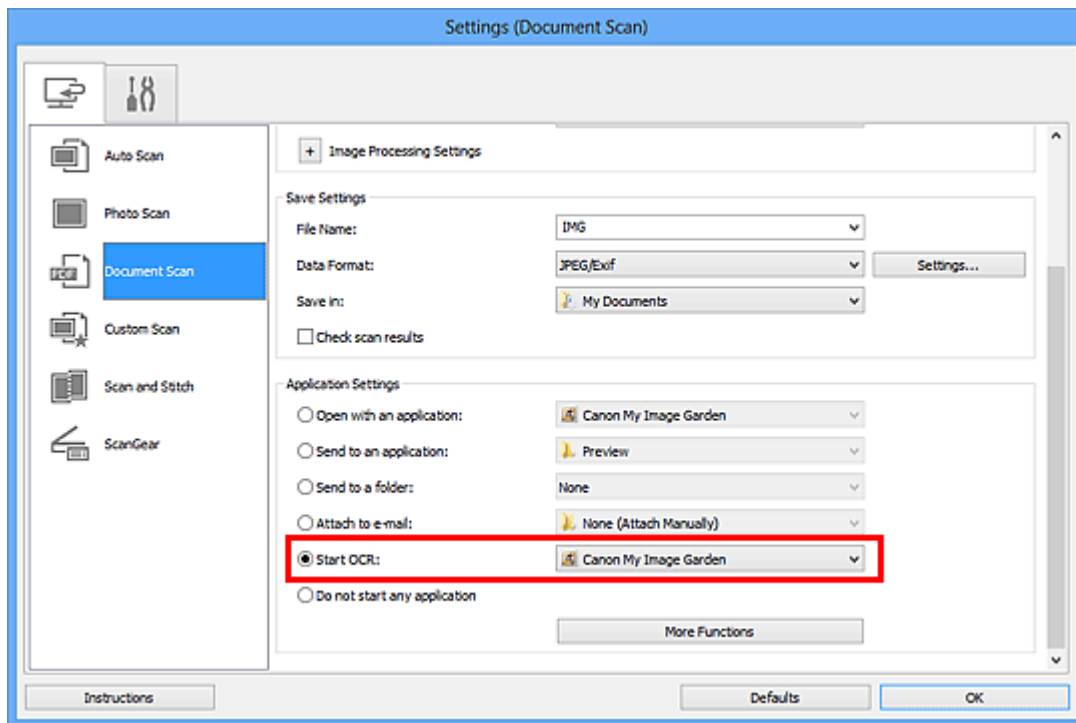 Settings (Document Scan)
Auto Scan
Photo Scan
Document Scan
Custom Scan
Scan and Stitch
ScanGear
+ Image Processing Settings
Save Settings
File Name: IMG
Data Format: JPEG/Exif Settings...
Save in: My Documents
Check scan results
Application Settings
Open with an application: Canon My Image Garden
Send to an application: Preview
Send to a folder: None
Attach to e-mail: None (Attach Manually)
Start OCR: Canon My Image Garden
Do not start any application
More Functions
Instructions Defaults OK